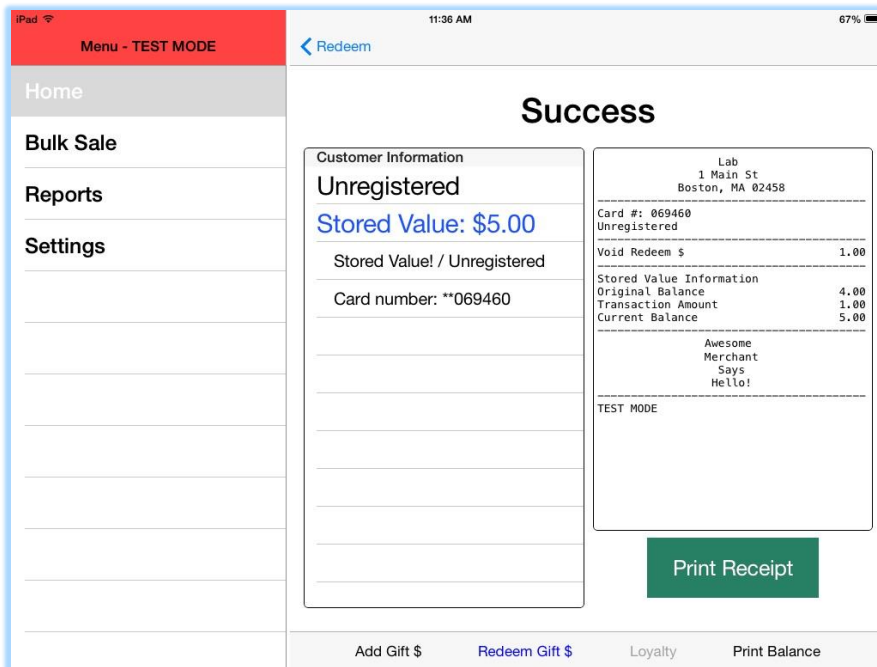 iPad 11:36 AM 67%
Menu - TEST MODE
Redeem
Home
Bulk Sale
Reports
Settings
Success
Customer Information
Unregistered
Stored Value: $5.00
Stored Value! / Unregistered
Card number: **069460
Lab
1 Main St
Boston, MA 02458
----------------------------------------
Card #: 069460
Unregistered
----------------------------------------
Void Redeem $ 1.00
----------------------------------------
Stored Value Information
Original Balance 4.00
Transaction Amount 1.00
Current Balance 5.00
----------------------------------------
Awesome
Merchant
Says
Hello!
----------------------------------------
TEST MODE
Print Receipt
Add Gift $ Redeem Gift $ Loyalty Print Balance